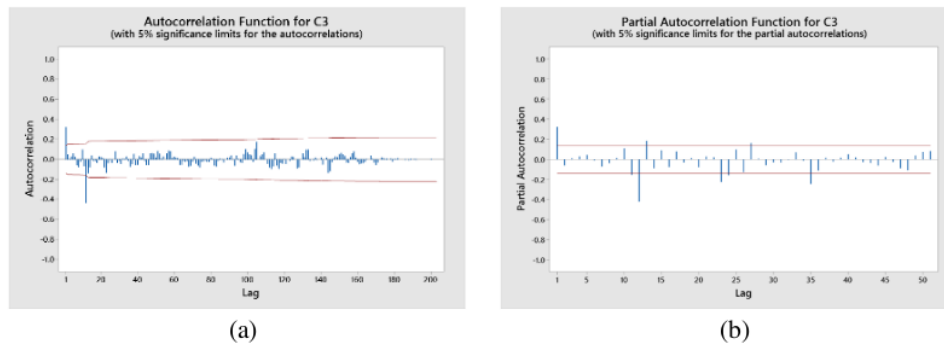 Autocorrelation Function for C3
(with 5% significance limits for the autocorrelations)
Autocorrelation
1.0
0.8
0.6
0.4
0.2
0.0
0.2
-0.4
-0.6
-0.8
-1.0
1 20 40 60 80 100 120 140 160 180 200
Lag
(a)
Partial Autocorrelation Function for C3
(with 5% significance limits for the partial autocorrelations)
Partial Autocorrelation
1.0
0.8
0.6
0.4
0.2
0.0
0.2
-0.4
-0.6
-0.8
-1.0
1 5 10 15 20 25 30 35 40 45 50
Lag
(b)